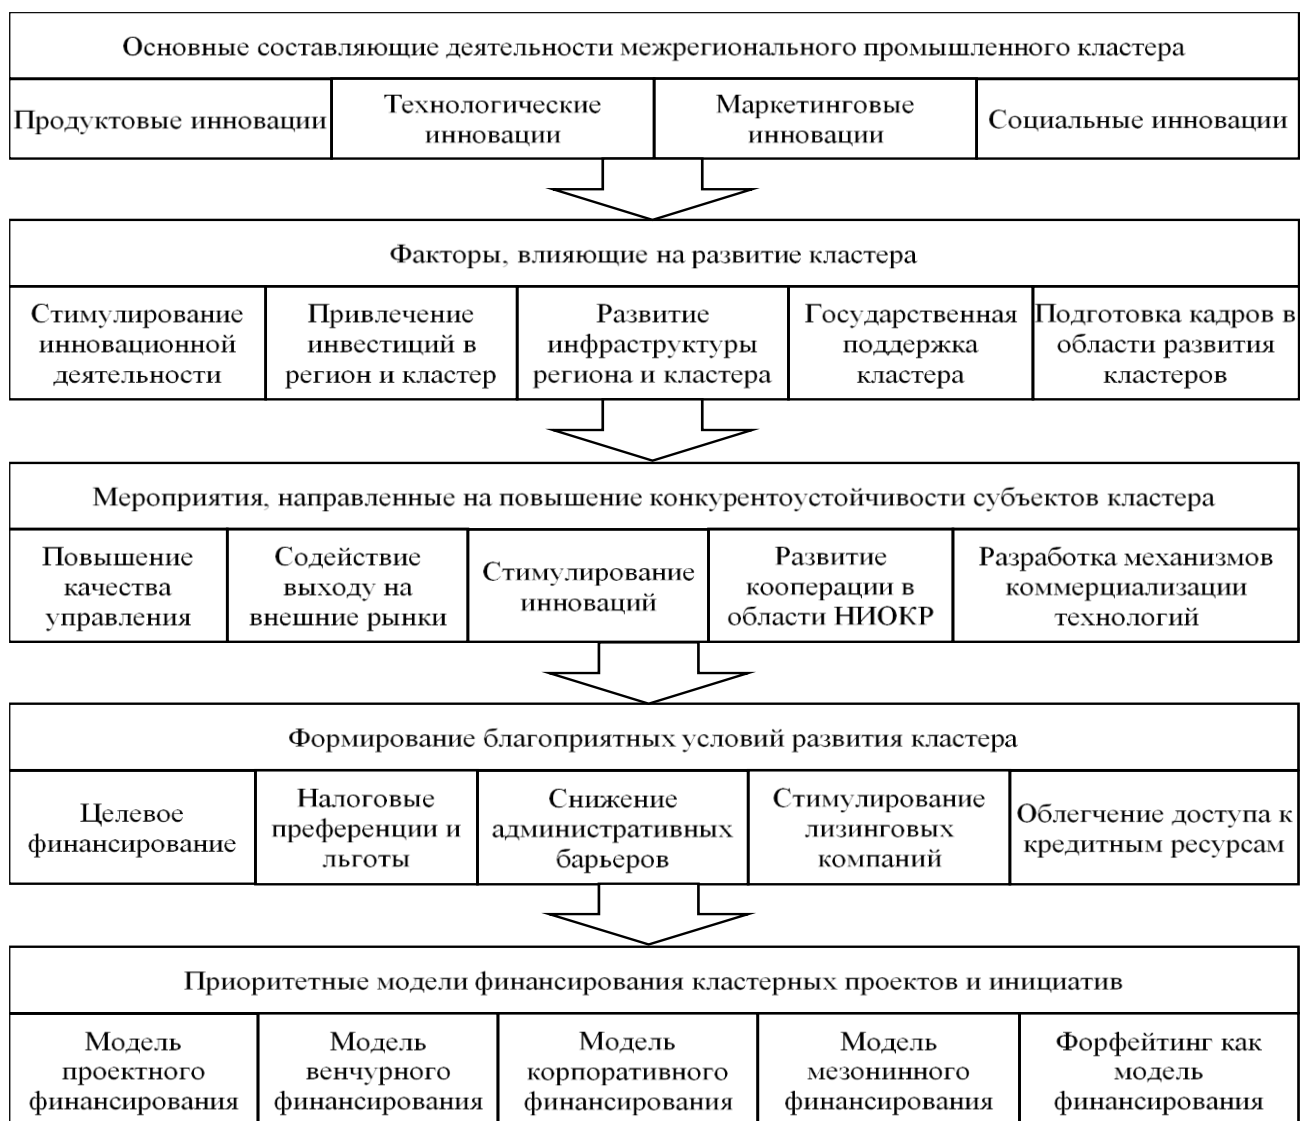 Основные составляющие деятельности межрегионального промышленного кластера
Продуктовые инновации
Технологические
инновации
Маркетинговые
инновации
Социальные инновации
Факторы, влияющие на развитие кластера
Стимулирование
инновационной
деятельности
Привлечение
инвестиций в
регион и кластер
Развитие
инфраструктуры
региона и кластера
Государственная
поддержка
кластера
Подготовка кадров в
области развития
кластеров
Мероприятия, направленные на повышение конкурентоустойчивости субъектов кластера
Повышение
качества
управления
Содействие
выходу на
внешние рынки
Стимулирование
инноваций
Развитие
кооперации в
области НИОКР
Разработка механизмов
коммерциализации
технологий
Формирование благоприятных условий развития кластера
Целевое
финансирование
Налоговые
преференции и
льготы
Снижение
административных
барьеров
Стимулирование
лизинговых
компаний
Облегчение доступа к
кредитным ресурсам
Приоритетные модели финансирования кластерных проектов и инициатив
Модель
проектного
финансирования
Модель
венчурного
финансирования
Модель
корпоративного
финансирования
Модель
мезонинного
финансирования
Форфейтинг как
модель
финансирования